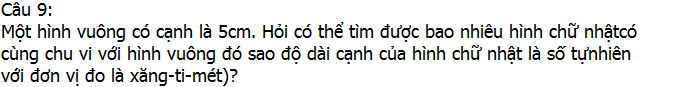 Câu 9:
Một hình vuông có cạnh là 5cm. Hỏi có thể tìm được bao nhiêu hình chữ nhậtcó
cùng chu vi với hình vuông đó sao độ dài cạnh của hình chữ nhật là số tựnhiên
với đơn vị đo là xăng-ti-mét)?